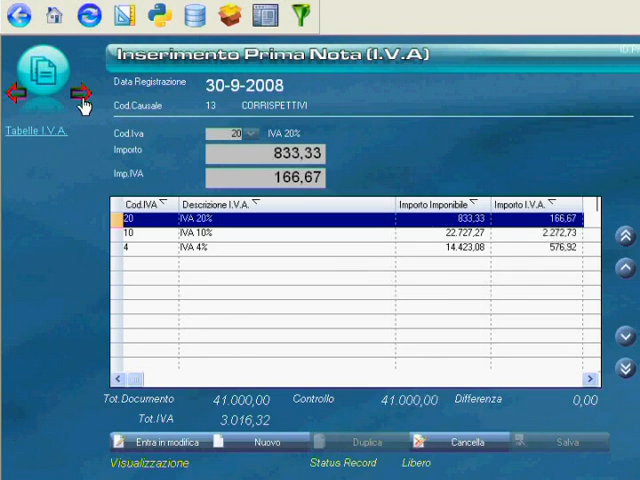 Inserimento Prima Nota (I.V.A)
Data Registrazione 30-9-2008
Cod.Causale 13 CORRISPETTIVI
Tabelle I.V.A.
Cod.Iva 20 IVA 20%
Importo 833,33
Imp.IVA 166,67
Cod.IVA Descrizione I.V.A. Importo Imponibile Importo I.V.A.
20 IVA 20% 833,33 166,67
10 IVA 10% 22.727,27 2.272,73
4 IVA 4% 14.423,08 576,92
Tot.Documento 41.000,00 Controllo 41.000,00 Differenza 0,00
Tot.IVA 3.016,32
Entra in modifica Nuovo Duplica Cancella Salva
Visualizzazione Status Record Libero